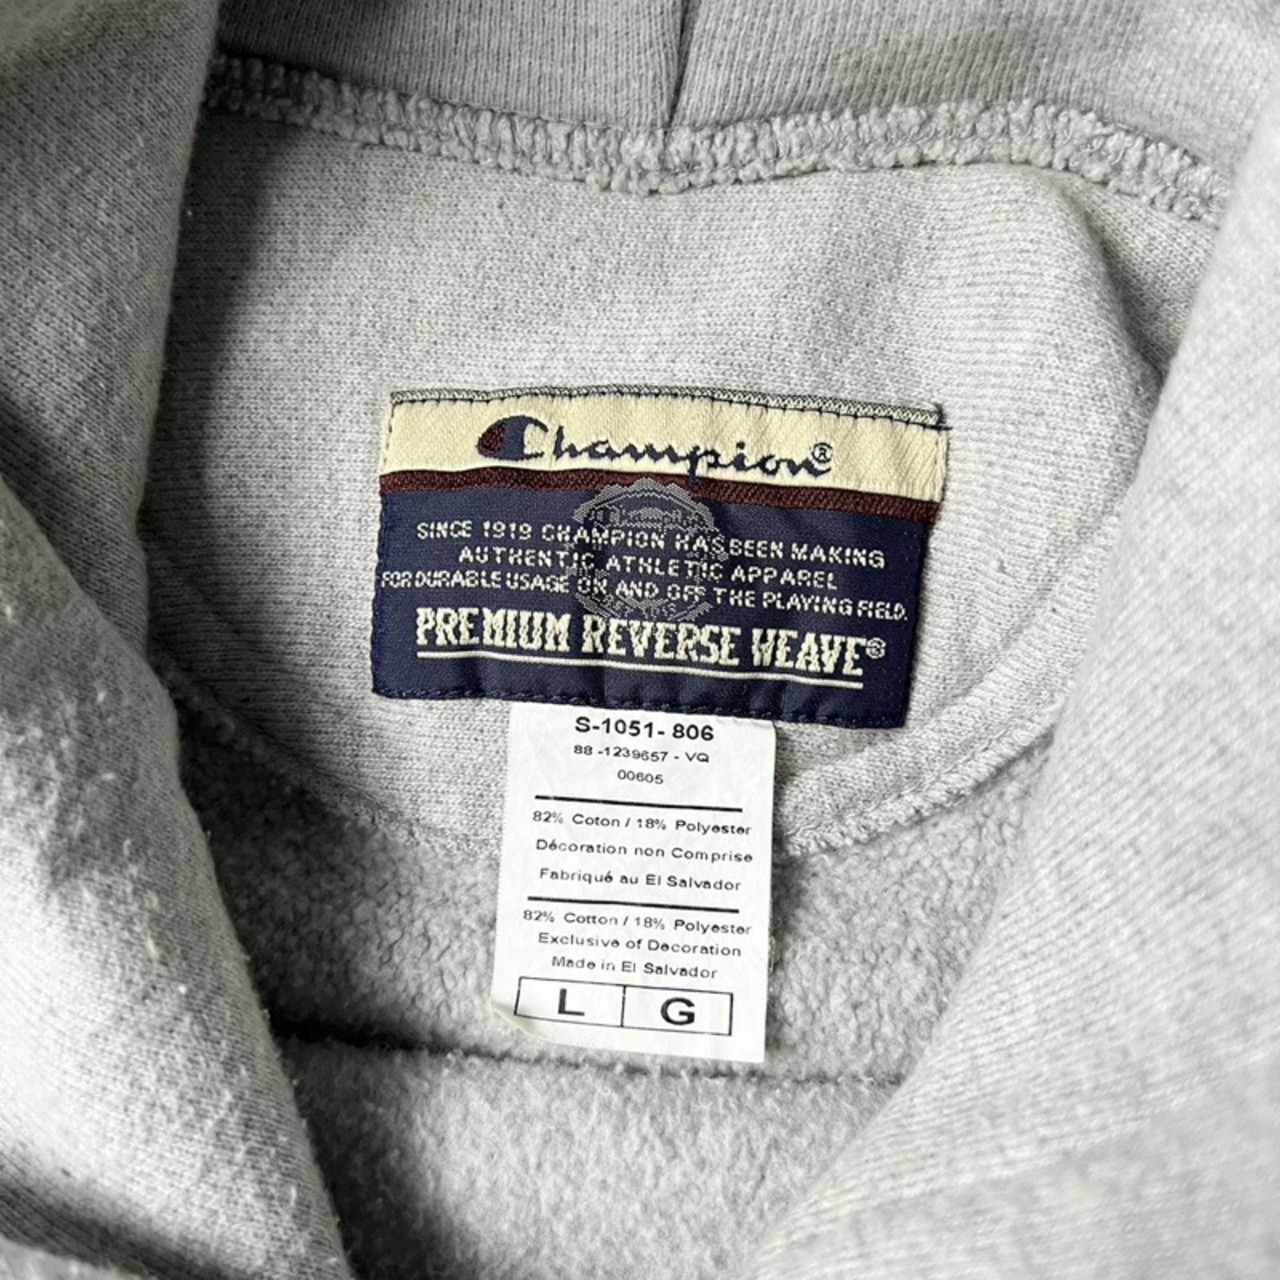 Champion®
SINCE 1919 CHAMPION HAS BEEN MAKING
AUTHENTIC ATHLETIC APPAREL
FOR DURABLE USAGE ON AND OFF THE PLAYING FIELD.
PREMIUM REVERSE WEAVE®
S-1051- 806
88 -1239657 - VQ
00605
82% Coton / 18% Polyester
Décoration non Comprise
Fabriqué au El Salvador
82% Cotton / 18% Polyester
Exclusive of Decoration
Made in El Salvador
L G